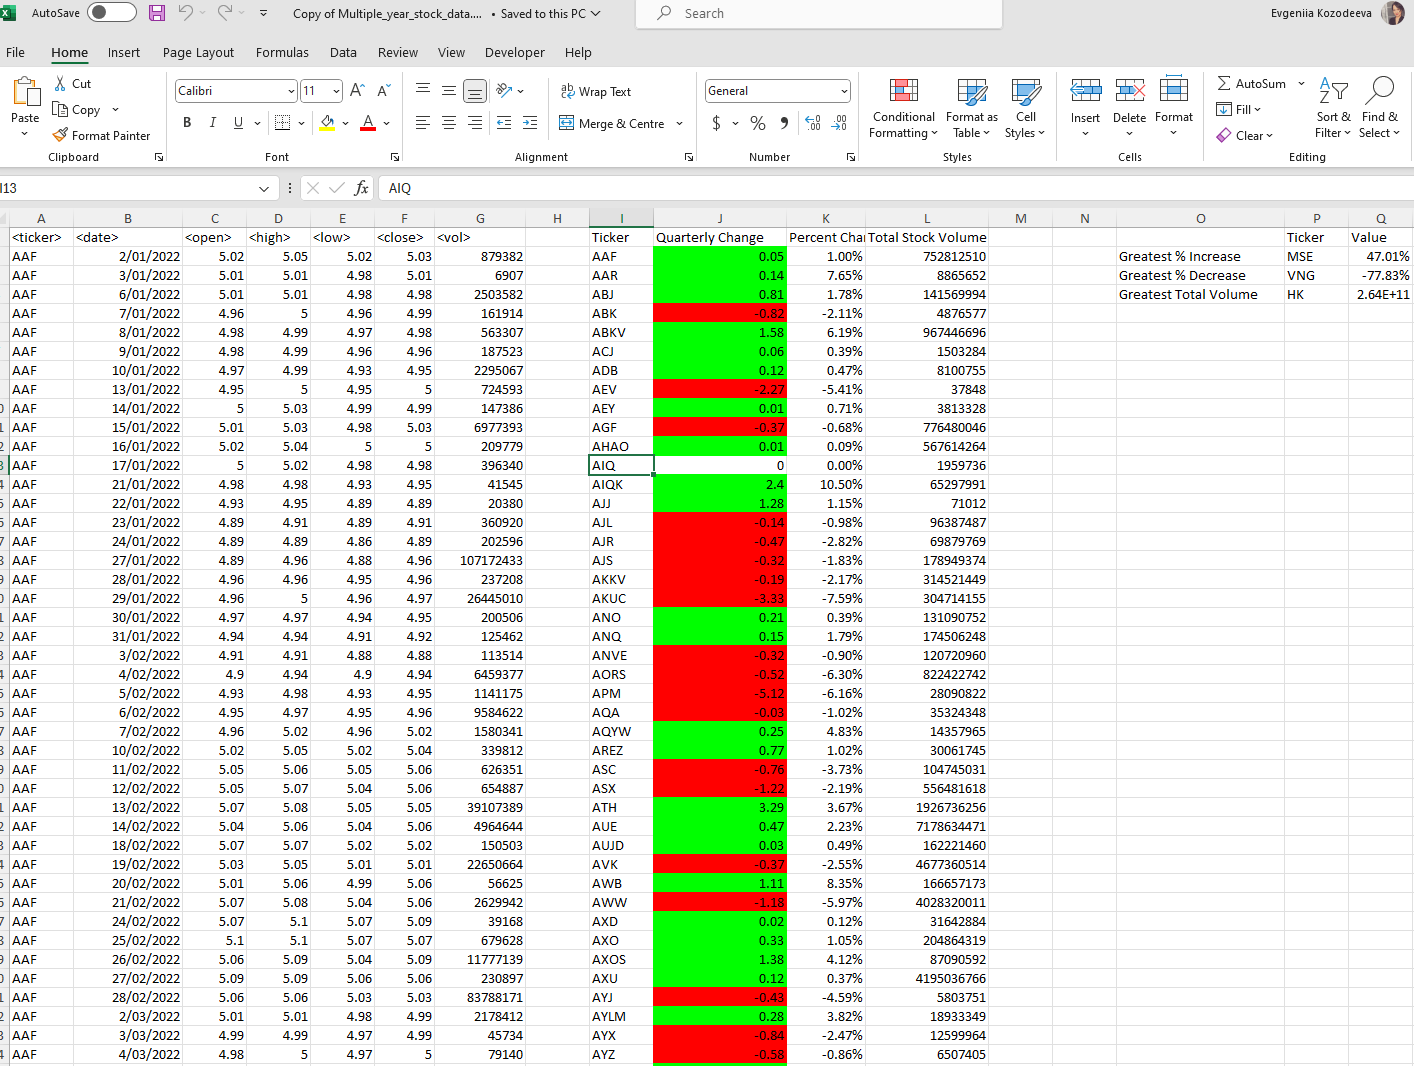 AutoSave Copy of Multiple_year_stock_data.... • Saved to this PC Search Evgeniia Kozodeeva
File Home Insert Page Layout Formulas Data Review View Developer Help
Paste Cut Calibri 11 Wrap Text General Conditional Formatting Format as Table Cell Styles Insert Delete Format AutoSum Sort & Filter Find & Select
Copy Fill
Format Painter B I U A Merge & Centre $ % Clear
Clipboard Font Alignment Number Styles Cells Editing
I13 fx AIQ
A B C D E F G H I J K L M N O P Q
<ticker> <date> <open> <high> <low> <close> <vol> Ticker Quarterly Change Percent Cha Total Stock Volume Ticker Value
AAF 2/01/2022 5.02 5.05 5.02 5.03 879382 AAF 0.05 1.00% 752812510 Greatest % Increase MSE 47.01%
AAF 3/01/2022 5.01 5.01 4.98 5.01 6907 AAR 0.14 7.65% 8865652 Greatest % Decrease VNG -77.83%
AAF 6/01/2022 5.01 5.01 4.98 4.98 2503582 ABJ 0.81 1.78% 141569994 Greatest Total Volume HK 2.64E+11
AAF 7/01/2022 4.96 5 4.96 4.99 161914 ABK -0.82 -2.11% 4876577
AAF 8/01/2022 4.98 4.99 4.97 4.98 563307 ABKV 1.58 6.19% 967446696
AAF 9/01/2022 4.98 4.99 4.96 4.96 187523 ACJ 0.06 0.39% 1503284
AAF 10/01/2022 4.97 4.99 4.93 4.95 2295067 ADB 0.12 0.47% 8100755
AAF 13/01/2022 4.95 5 4.95 5 724593 AEV -2.27 -5.41% 37848
AAF 14/01/2022 5 5.03 4.99 4.99 147386 AEY 0.01 0.71% 3813328
AAF 15/01/2022 5.01 5.03 4.98 5.03 6977393 AGF -0.37 -0.68% 776480046
AAF 16/01/2022 5.02 5.04 5 5 209779 AHAO 0.01 0.09% 567614264
AAF 17/01/2022 5 5.02 4.98 4.98 396340 AIQ 0 0.00% 1959736
AAF 21/01/2022 4.98 4.98 4.93 4.95 41545 AIQK 2.4 10.50% 65297991
AAF 22/01/2022 4.93 4.95 4.89 4.89 20380 AJJ 1.28 1.15% 71012
AAF 23/01/2022 4.89 4.91 4.89 4.91 360920 AJL -0.14 -0.98% 96387487
AAF 24/01/2022 4.89 4.89 4.86 4.89 202596 AJR -0.47 -2.82% 69879769
AAF 27/01/2022 4.89 4.96 4.88 4.96 107172433 AJS -0.32 -1.83% 178949374
AAF 28/01/2022 4.96 4.96 4.95 4.96 237208 AKKV -0.19 -2.17% 314521449
AAF 29/01/2022 4.96 5 4.96 4.97 26445010 AKUC -3.33 -7.59% 304714155
AAF 30/01/2022 4.97 4.97 4.94 4.95 200506 ANO 0.21 0.39% 131090752
AAF 31/01/2022 4.94 4.94 4.91 4.92 125462 ANQ 0.15 1.79% 174506248
AAF 3/02/2022 4.91 4.91 4.88 4.88 113514 ANVE -0.32 -0.90% 120720960
AAF 4/02/2022 4.9 4.94 4.9 4.94 6459377 AORS -0.52 -6.30% 822422742
AAF 5/02/2022 4.93 4.98 4.93 4.95 1141175 APM -5.12 -6.16% 28090822
AAF 6/02/2022 4.95 4.97 4.95 4.96 9584622 AQA -0.03 -1.02% 35324348
AAF 7/02/2022 4.96 5.02 4.96 5.02 1580341 AQYW 0.25 4.83% 14357965
AAF 10/02/2022 5.02 5.05 5.02 5.04 339812 AREZ 0.77 1.02% 30061745
AAF 11/02/2022 5.05 5.06 5.05 5.06 626351 ASC -0.76 -3.73% 104745031
AAF 12/02/2022 5.05 5.07 5.04 5.06 654887 ASX -1.22 -2.19% 556481618
AAF 13/02/2022 5.07 5.08 5.05 5.05 39107389 ATH 3.29 3.67% 1926736256
AAF 14/02/2022 5.04 5.06 5.04 5.06 4964644 AUE 0.47 2.23% 7178634471
AAF 18/02/2022 5.07 5.07 5.02 5.02 150503 AUJD 0.03 0.49% 162221460
AAF 19/02/2022 5.03 5.05 5.01 5.01 22650664 AVK -0.37 -2.55% 4677360514
AAF 20/02/2022 5.01 5.06 4.99 5.06 56625 AWB 1.11 8.35% 166657173
AAF 21/02/2022 5.07 5.08 5.04 5.06 2629942 AWW -1.18 -5.97% 4028320011
AAF 24/02/2022 5.07 5.1 5.07 5.09 39168 AXD 0.02 0.12% 31642884
AAF 25/02/2022 5.1 5.1 5.07 5.07 679628 AXO 0.33 1.05% 204864319
AAF 26/02/2022 5.06 5.09 5.04 5.09 11777139 AXOS 1.38 4.12% 87090592
AAF 27/02/2022 5.09 5.09 5.06 5.06 230897 AXU 0.12 0.37% 4195036766
AAF 28/02/2022 5.06 5.06 5.03 5.03 83788171 AYJ -0.43 -4.59% 5803751
AAF 2/03/2022 5.01 5.01 4.98 4.99 2178412 AYLM 0.28 3.82% 18933349
AAF 3/03/2022 4.99 4.99 4.97 4.99 45734 AYX -0.84 -2.47% 12599964
AAF 4/03/2022 4.98 5 4.97 5 79140 AYZ -0.58 -0.86% 6507405